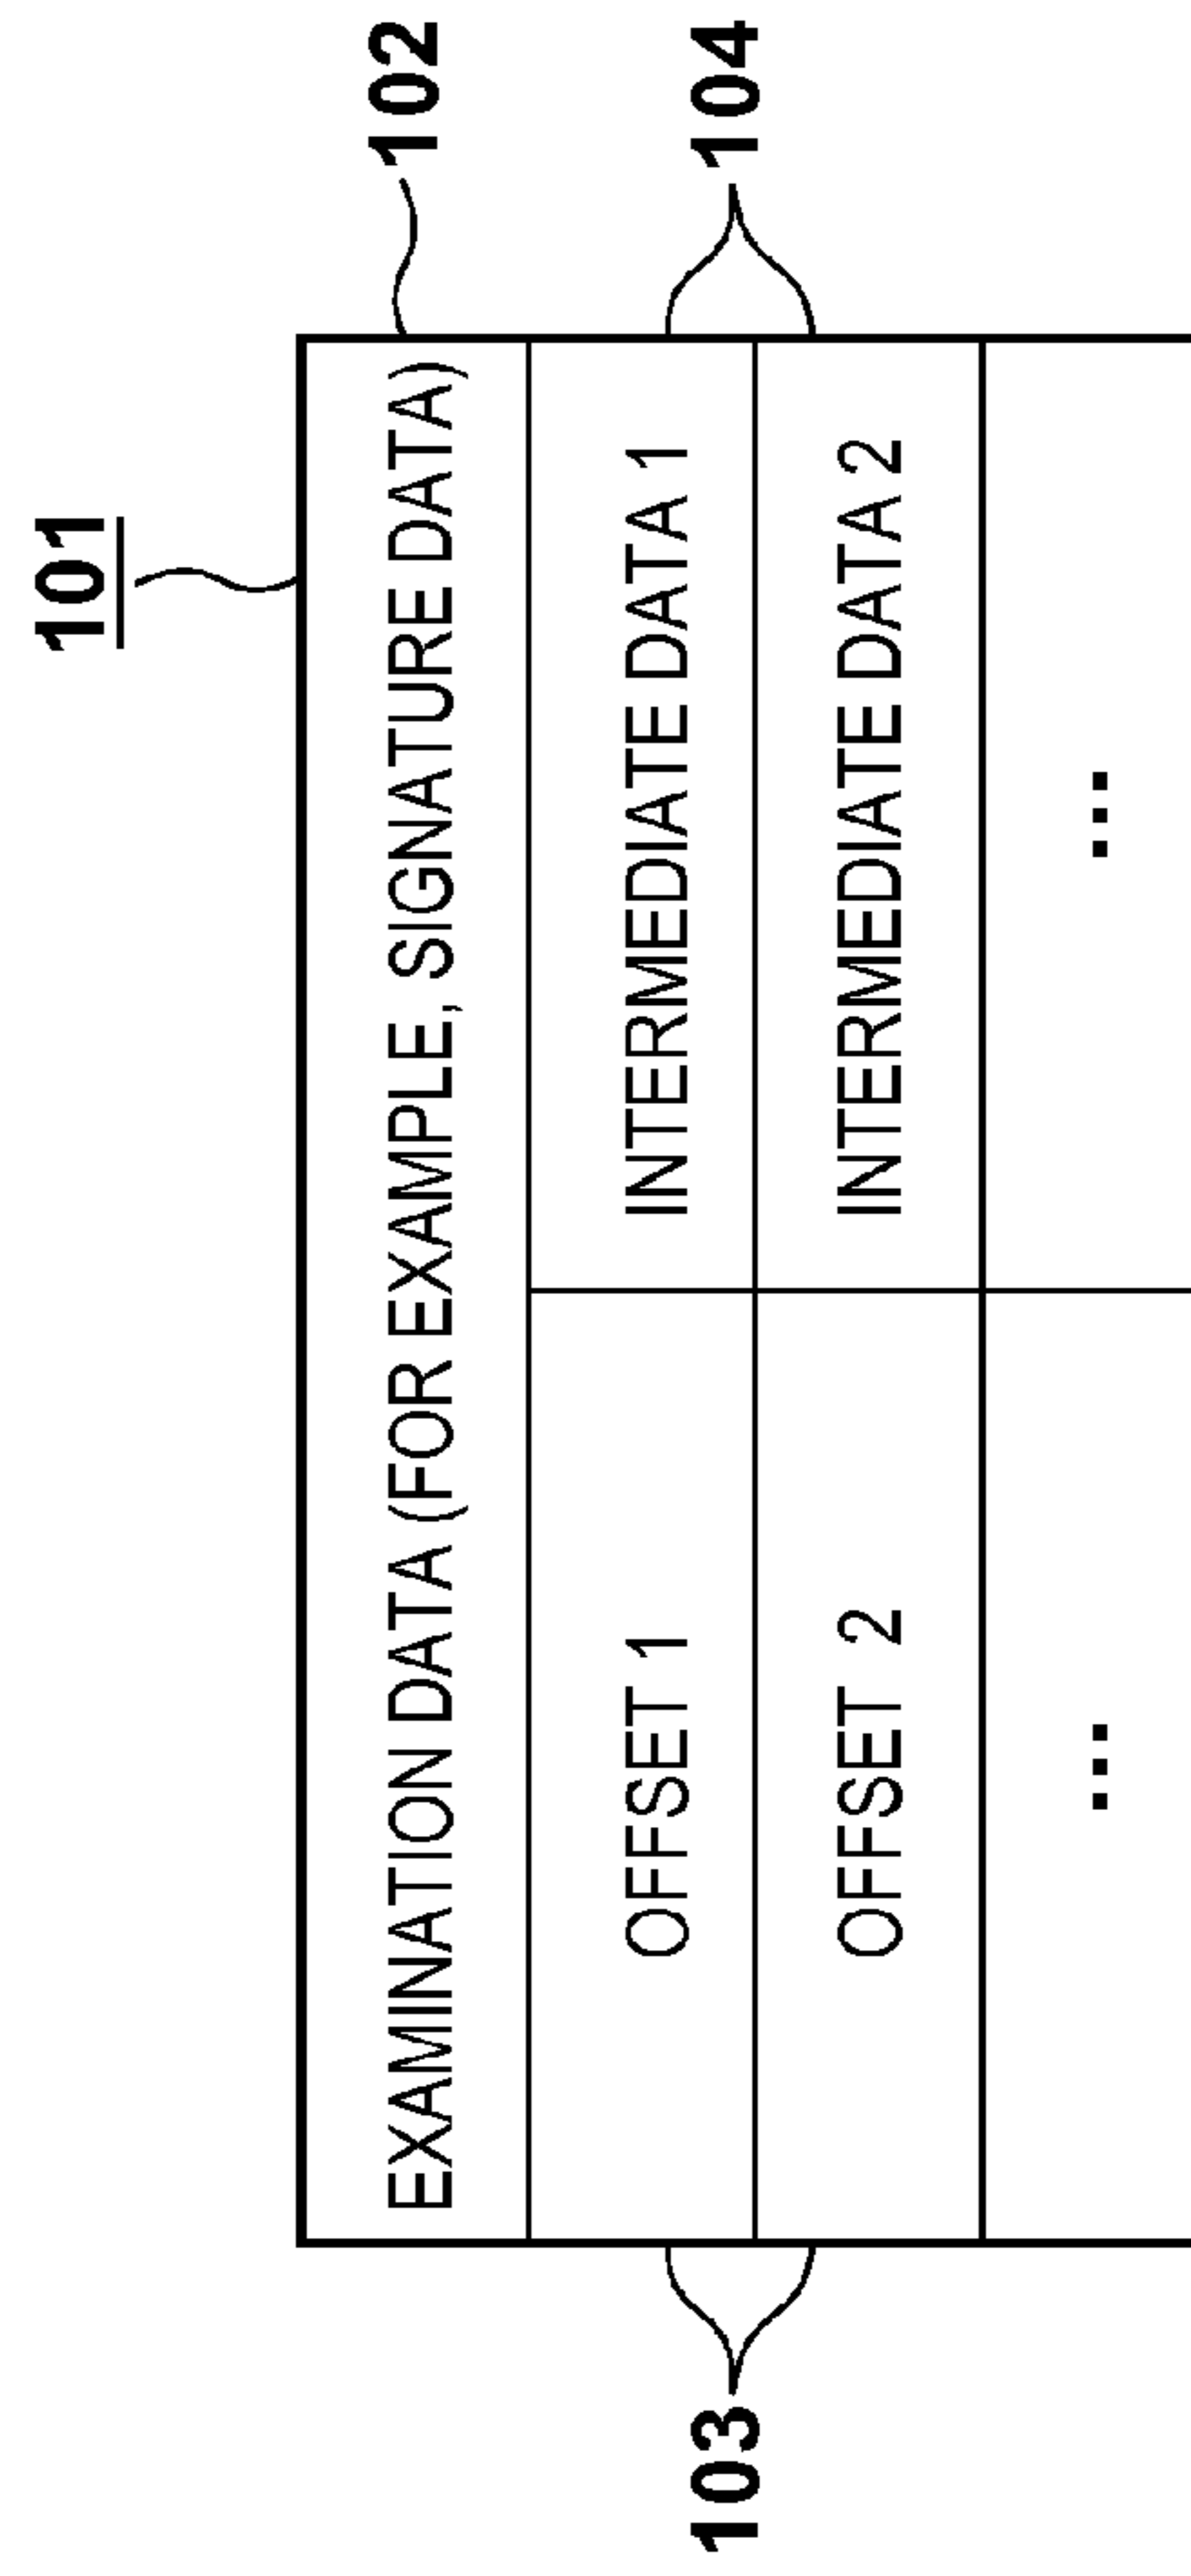 101
102
EXAMINATION DATA (FOR EXAMPLE, SIGNATURE DATA)
103
OFFSET 1 INTERMEDIATE DATA 1
104
OFFSET 2 INTERMEDIATE DATA 2
... ...